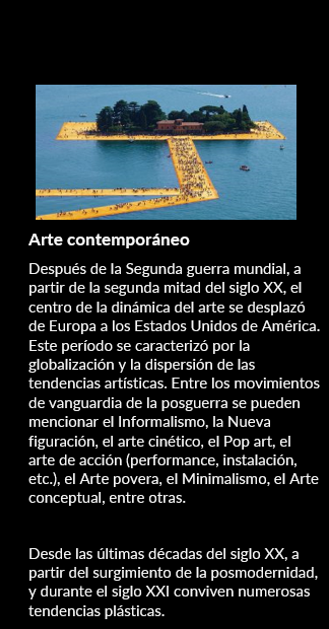 Arte contemporáneo
Después de la Segunda guerra mundial, a
partir de la segunda mitad del siglo XX, el
centro de la dinámica del arte se desplazó
de Europa a los Estados Unidos de América.
Este período se caracterizó por la
globalización y la dispersión de las
tendencias artísticas. Entre los movimientos
de vanguardia de la posguerra se pueden
mencionar el Informalismo, la Nueva
figuración, el arte cinético, el Pop art, el
arte de acción (performance, instalación,
etc.), el Arte povera, el Minimalismo, el Arte
conceptual, entre otras.
Desde las últimas décadas del siglo XX, a
partir del surgimiento de la posmodernidad,
y durante el siglo XXI conviven numerosas
tendencias plásticas.